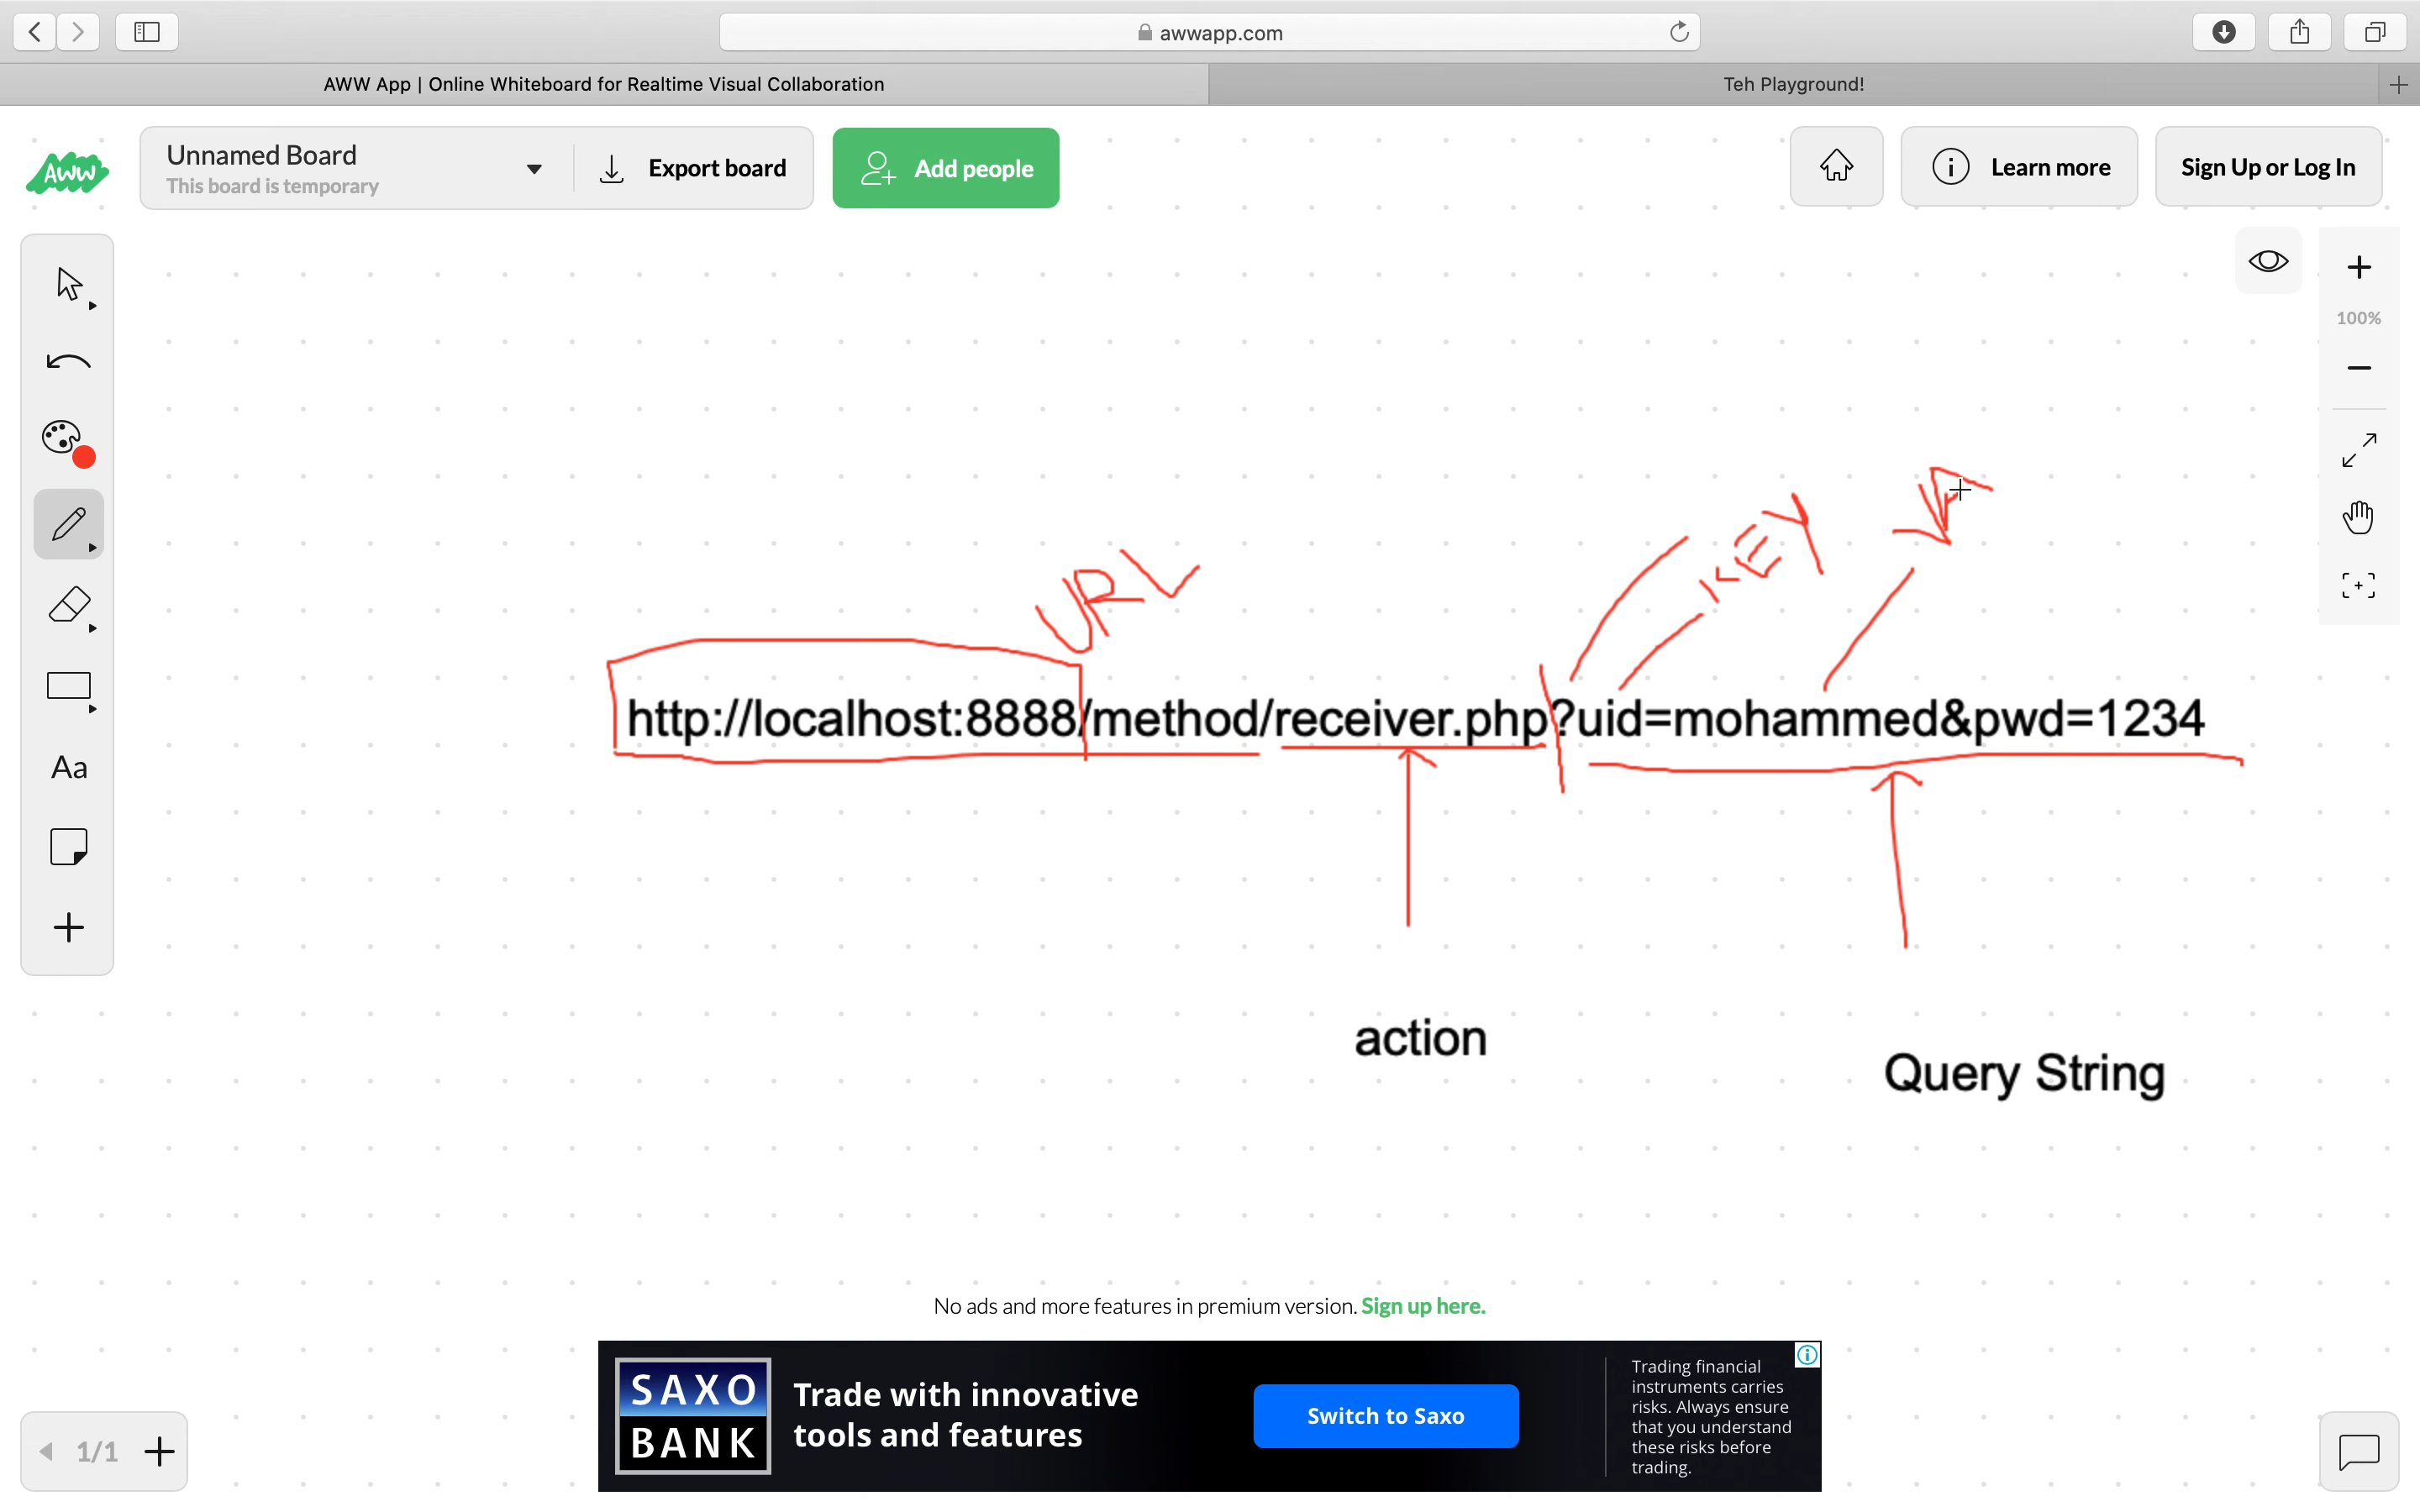 awwapp.com
AWW App | Online Whiteboard for Realtime Visual Collaboration
Teh Playground!
AWW
Unnamed Board
This board is temporary
Export board
Add people
Learn more
Sign Up or Log In
100%
Aa
URL
KEY
VA
http://localhost:8888/method/receiver.php?uid=mohammed&pwd=1234
action
Query String
No ads and more features in premium version. Sign up here.
SAXO
BANK
Trade with innovative
tools and features
Switch to Saxo
Trading financial
instruments carries
risks. Always ensure
that you understand
these risks before
trading.
1/1